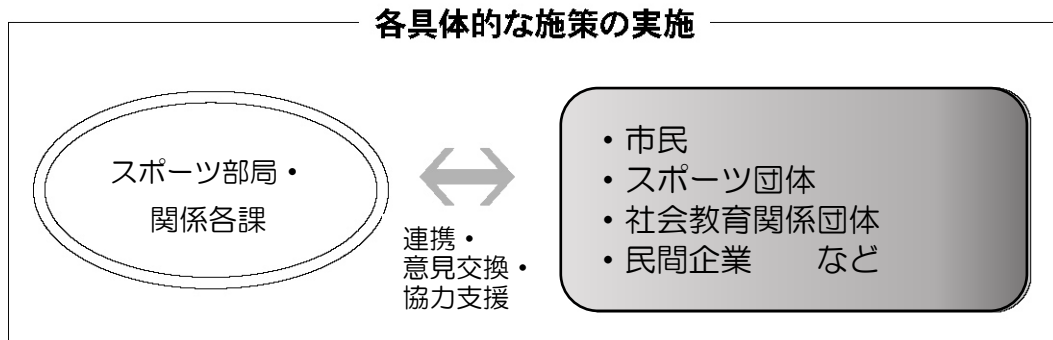 各具体的な施策の実施
スポーツ部局・
関係各課
連携・
意見交換・
協力支援
・市民
・スポーツ団体
・社会教育関係団体
・民間企業　　など